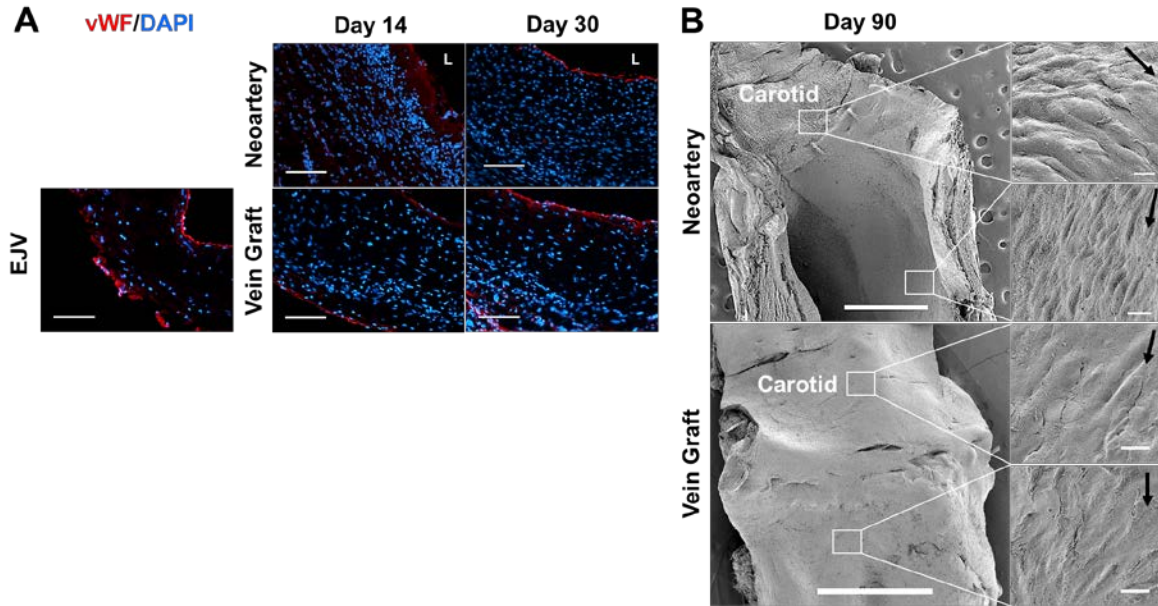 A
vWF/DAPI
Day 14
Day 30
Neoartery
L
L
EJV
Vein Graft
B
Day 90
Neoartery
Carotid
Vein Graft
Carotid